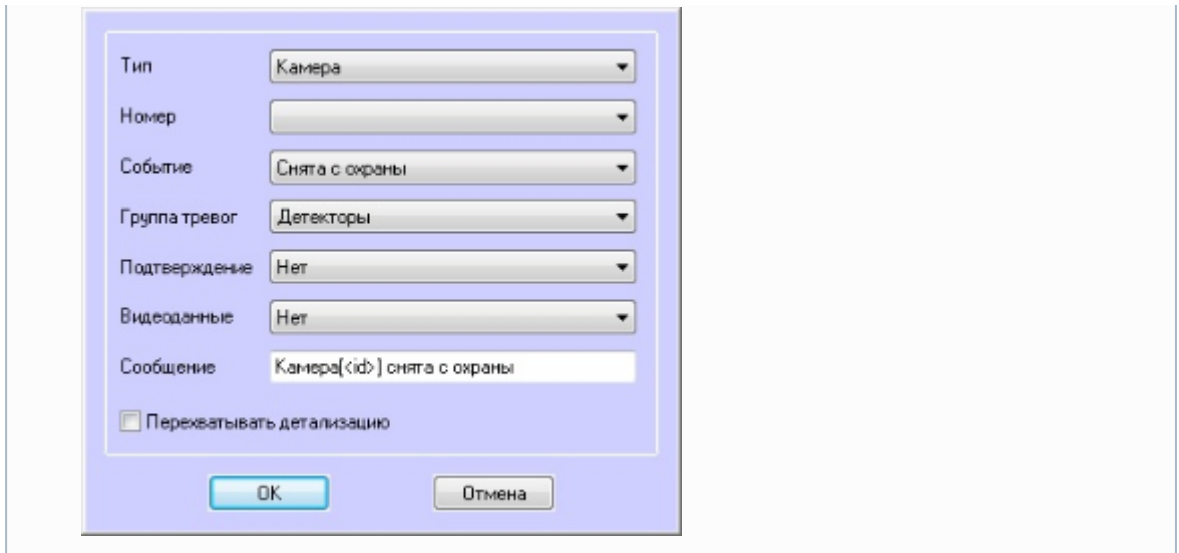 Тип Камера
Номер
Событие Снята с охраны
Группа тревог Детекторы
Подтверждение Нет
Видеоданные Нет
Сообщение Камера[<id>] снята с охраны
Перехватывать детализацию
OK Отмена